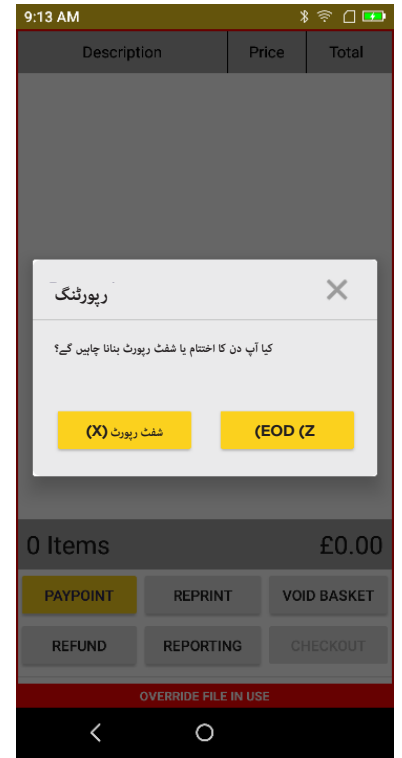 9:13 AM
Description Price Total
رپورٹنگ
کیا آپ دن کا اختتام یا شفٹ رپورٹ بنانا چاہیں گے؟
شفٹ رپورٹ (X)
(EOD (Z
0 Items £0.00
PAYPOINT REPRINT VOID BASKET
REFUND REPORTING CHECKOUT
OVERRIDE FILE IN USE